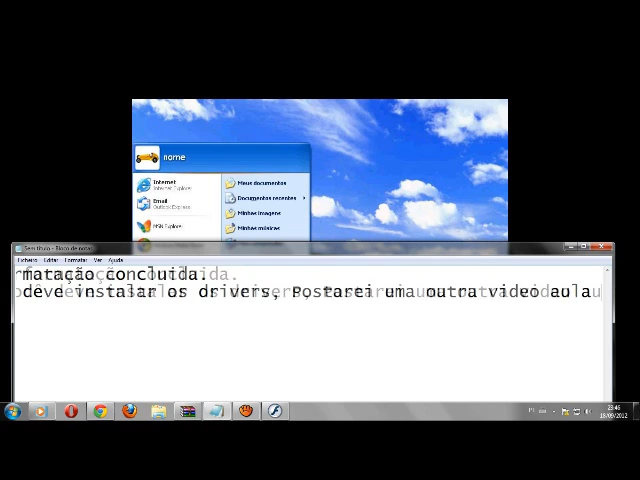 nome
Internet
Internet Explorer
Email
Outlook Express
MSN Explorer
Meus documentos
Documentos recentes
Minhas imagens
Minhas músicas
Sem título - Bloco de notas
Ficheiro Editar Formatar Ver Ajuda
rmatação concluida.
deve instalar os drivers, Postarei uma outra video aula
PT
23:46
18/09/2012